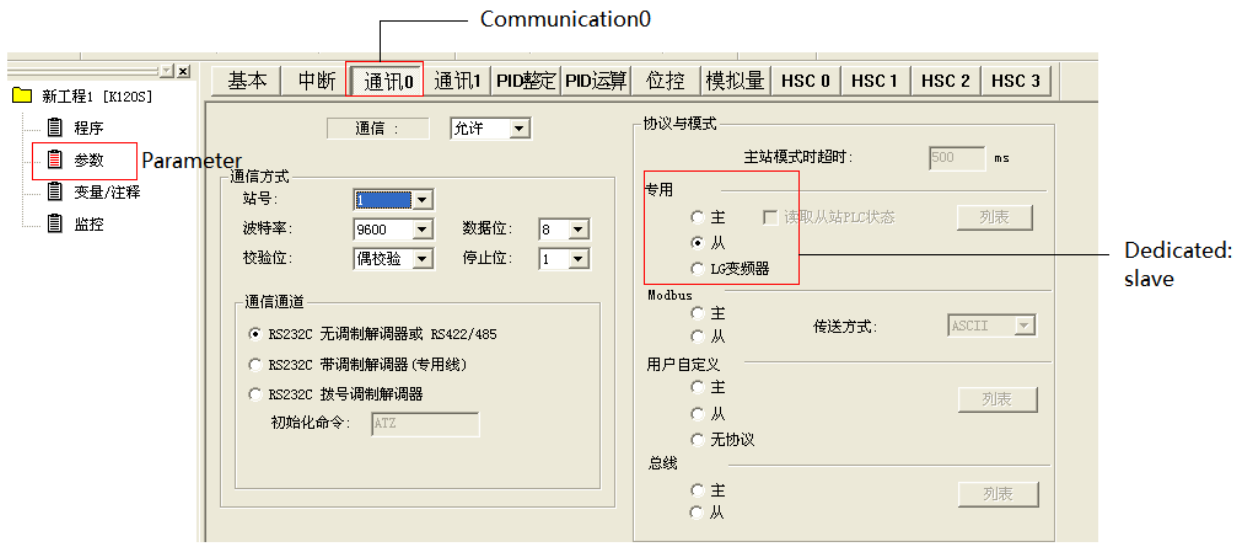 Communication0
基本 中断 通讯0 通讯1 PID整定 PID运算 位控 模拟量 HSC 0 HSC 1 HSC 2 HSC 3
新工程1 [K120S]
程序
参数
Parameter
变量/注释
监控
通信 : 允许
通信方式
站号: 1
波特率: 9600 数据位: 8
校验位: 偶校验 停止位: 1
通信通道
RS232C 无调制解调器或 RS422/485
RS232C 带调制解调器(专用线)
RS232C 拨号调制解调器
初始化命令: ATZ
协议与模式
主站模式时超时: 500 ms
专用
主 读取从站PLC状态 列表
从
LG变频器
Dedicated:
slave
Modbus
主
从
传送方式: ASCII
用户自定义
主
列表
从
无协议
总线
主 列表
从